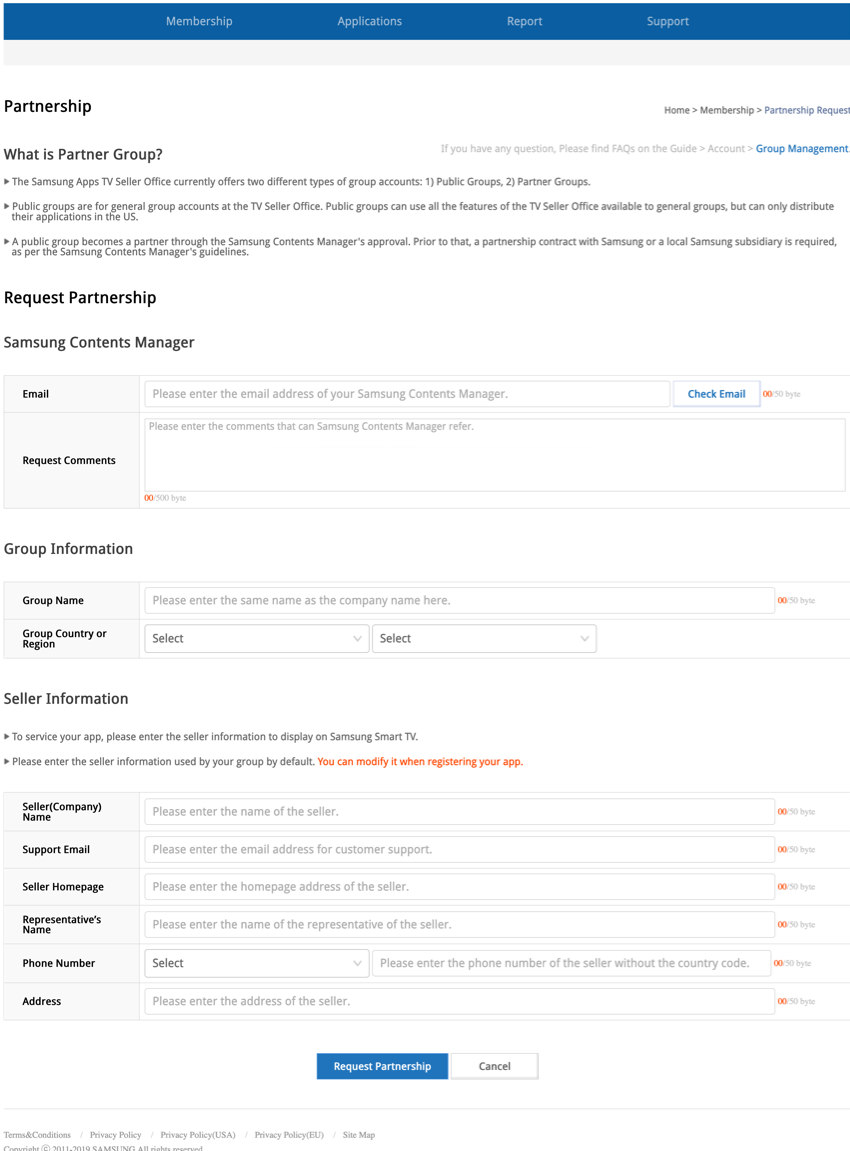 Membership Applications Report Support
Partnership
Home > Membership > Partnership Request
What is Partner Group?
If you have any question, Please find FAQs on the Guide > Account > Group Management.
▶ The Samsung Apps TV Seller Office currently offers two different types of group accounts: 1) Public Groups, 2) Partner Groups.
▶ Public groups are for general group accounts at the TV Seller Office. Public groups can use all the features of the TV Seller Office available to general groups, but can only distribute
their applications in the US.
▶ A public group becomes a partner through the Samsung Contents Manager's approval. Prior to that, a partnership contract with Samsung or a local Samsung subsidiary is required,
as per the Samsung Contents Manager's guidelines.
Request Partnership
Samsung Contents Manager
Email
Please enter the email address of your Samsung Contents Manager.
Check Email
00/50 byte
Request Comments
Please enter the comments that can Samsung Contents Manager refer.
00/500 byte
Group Information
Group Name
Please enter the same name as the company name here.
00/50 byte
Group Country or
Region
Select
Select
Seller Information
▶ To service your app, please enter the seller information to display on Samsung Smart TV.
▶ Please enter the seller information used by your group by default. You can modify it when registering your app.
Seller(Company)
Name
Please enter the name of the seller.
00/50 byte
Support Email
Please enter the email address for customer support.
00/50 byte
Seller Homepage
Please enter the homepage address of the seller.
00/50 byte
Representative's
Name
Please enter the name of the representative of the seller.
00/50 byte
Phone Number
Select
Please enter the phone number of the seller without the country code.
00/50 byte
Address
Please enter the address of the seller.
00/50 byte
Request Partnership
Cancel
Terms&Conditions / Privacy Policy / Privacy Policy(USA) / Privacy Policy(EU) / Site Map
Copyright ⓒ 2011-2019 SAMSUNG All rights reserved